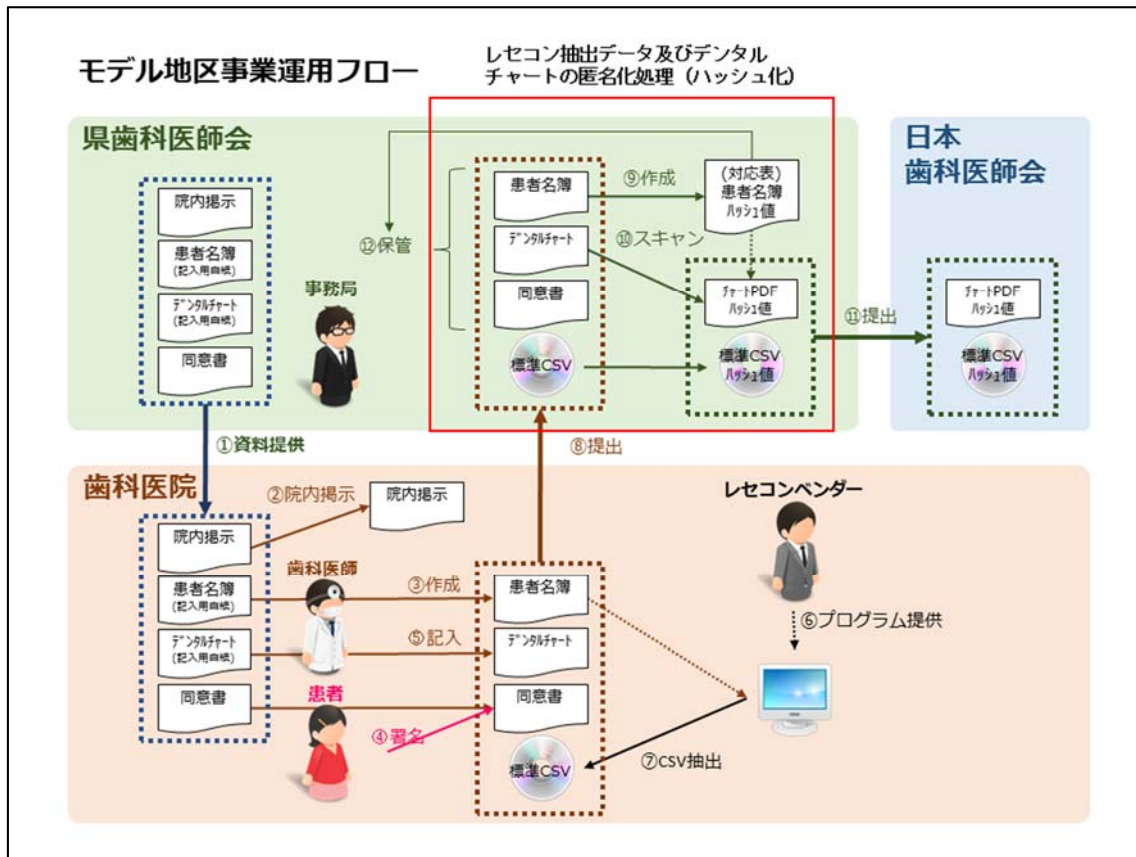 モデル地区事業運用フロー
レセコン抽出データ及びデンタル
チャートの匿名化処理（ハッシュ化）
県歯科医師会
院内掲示
患者名簿
(記入用白紙)
ﾃﾞﾝﾀﾙﾁｬｰﾄ
(記入用白紙)
同意書
事務局
⑫保管
患者名簿
ﾃﾞﾝﾀﾙﾁｬｰﾄ
同意書
標準CSV
⑨作成
⑩スキャン
(対応表)
患者名簿
ﾊｯｼｭ値
ﾁｬｰﾄPDF
ﾊｯｼｭ値
標準CSV
ﾊｯｼｭ値
⑪提出
日本
歯科医師会
ﾁｬｰﾄPDF
ﾊｯｼｭ値
標準CSV
ﾊｯｼｭ値
①資料提供
⑧提出
歯科医院
院内掲示
患者名簿
(記入用白紙)
ﾃﾞﾝﾀﾙﾁｬｰﾄ
(記入用白紙)
同意書
②院内掲示
院内掲示
歯科医師
③作成
⑤記入
患者
④署名
患者名簿
ﾃﾞﾝﾀﾙﾁｬｰﾄ
同意書
標準CSV
レセコンベンダー
⑥プログラム提供
⑦CSV抽出